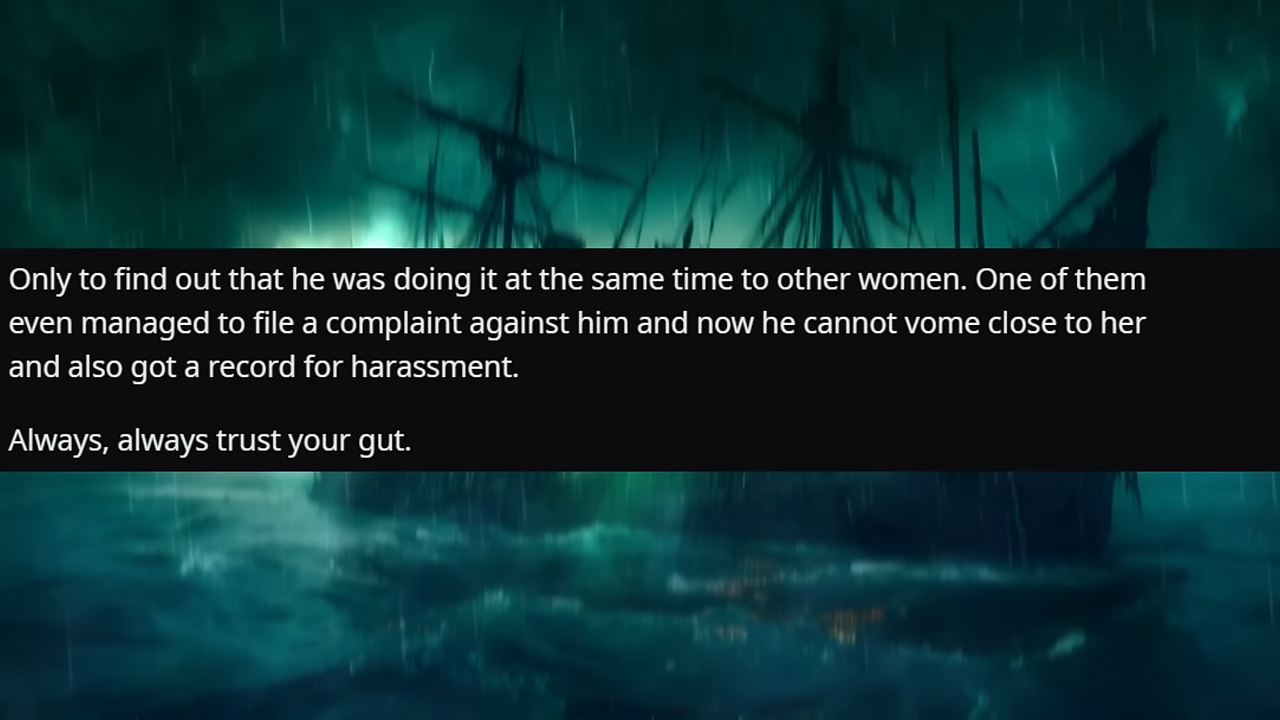 Only to find out that he was doing it at the same time to other women. One of them
even managed to file a complaint against him and now he cannot vome close to her
and also got a record for harassment.
Always, always trust your gut.